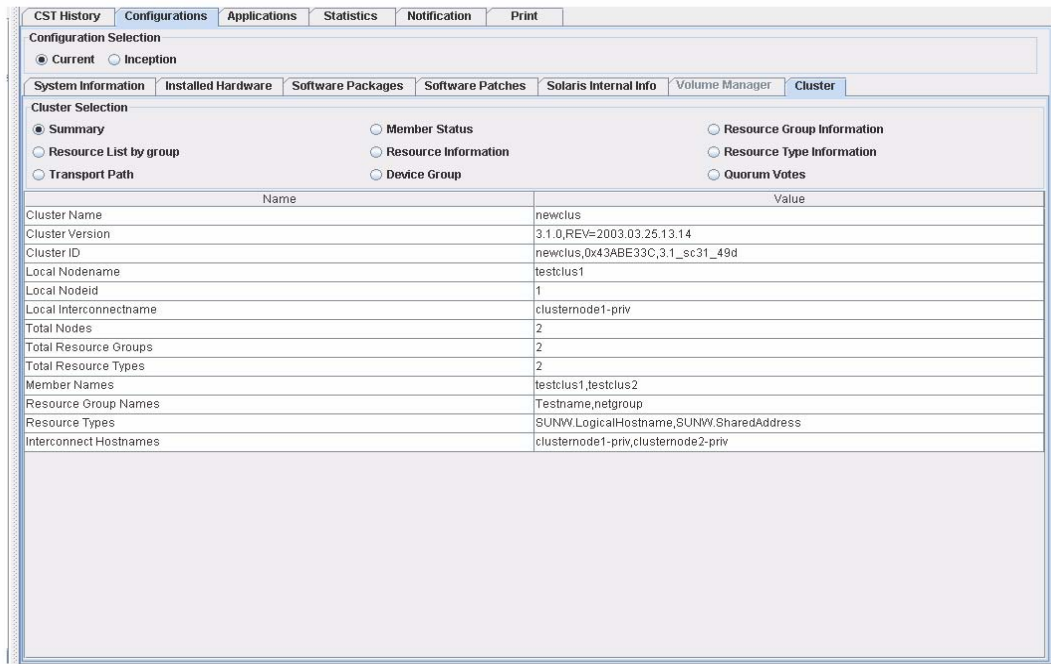 CST History Configurations Applications Statistics Notification Print
Configuration Selection
Current Inception
System Information Installed Hardware Software Packages Software Patches Solaris Internal Info Volume Manager Cluster
Cluster Selection
Summary Member Status Resource Group Information
Resource List by group Resource Information Resource Type Information
Transport Path Device Group Quorum Votes
Name Value
Cluster Name newclus
Cluster Version 3.1.0,REV=2003.03.25.13.14
Cluster ID newclus,0x43ABE33C,3.1_sc31_49d
Local Nodename testclus1
Local Nodeid 1
Local Interconnectname clusternode1-priv
Total Nodes 2
Total Resource Groups 2
Total Resource Types 2
Member Names testclus1,testclus2
Resource Group Names Testname,netgroup
Resource Types SUNW.LogicalHostname,SUNW.SharedAddress
Interconnect Hostnames clusternode1-priv,clusternode2-priv